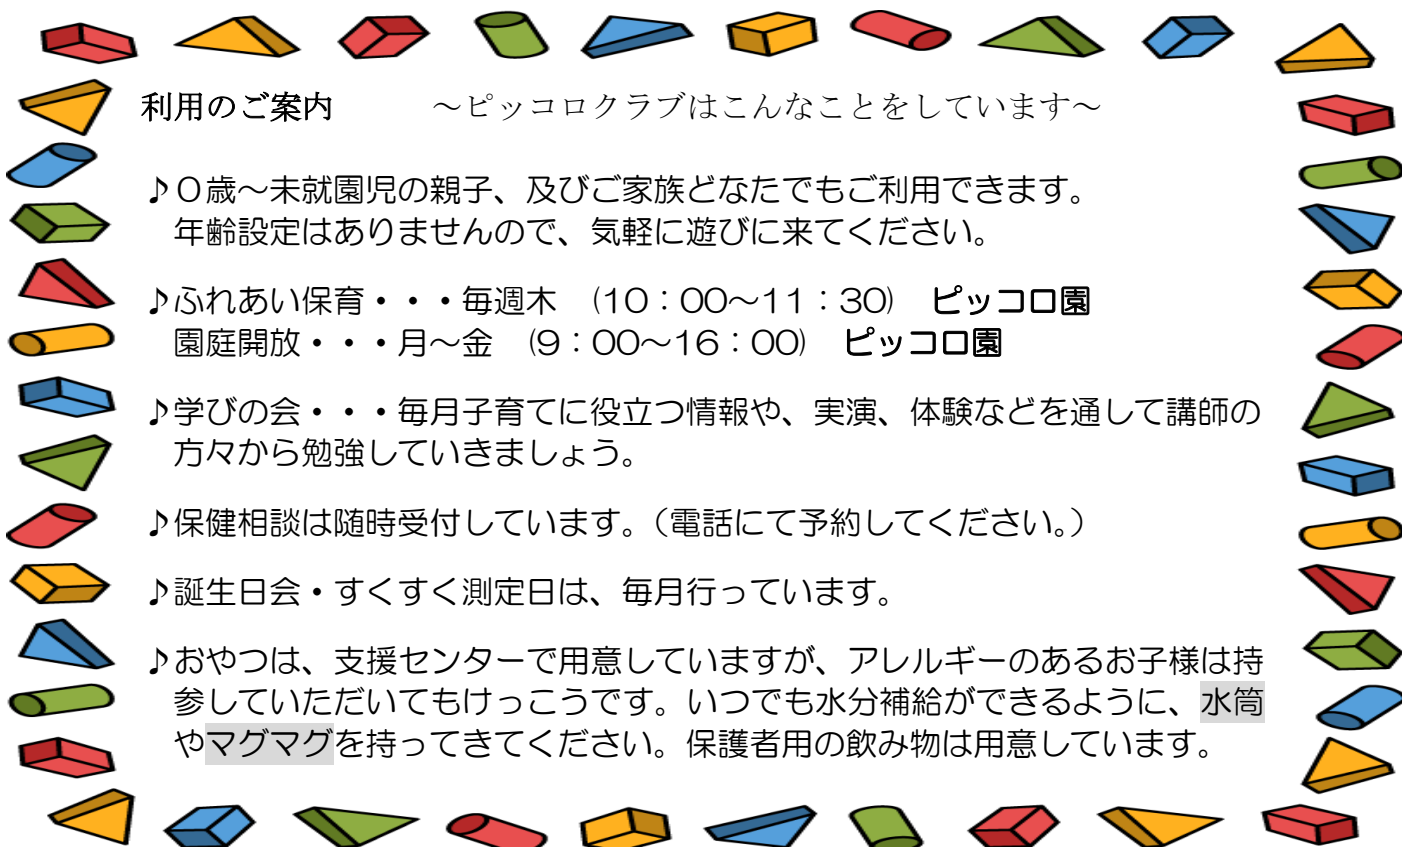 利用のご案内　　　～ピッコロクラブはこんなことをしています～
♪０歳～未就園児の親子、及びご家族どなたでもご利用できます。
年齢設定はありませんので、気軽に遊びに来てください。
♪ふれあい保育・・・毎週木　(10：00～11：30)　ピッコロ園
園庭開放・・・月～金　(9：00～16：00)　ピッコロ園
♪学びの会・・・毎月子育てに役立つ情報や、実演、体験などを通して講師の
方々から勉強していきましょう。
♪保健相談は随時受付しています。（電話にて予約してください。）
♪誕生日会・すくすく測定日は、毎月行っています。
♪おやつは、支援センターで用意していますが、アレルギーのあるお子様は持
参していただいてもけっこうです。いつでも水分補給ができるように、水筒
やマグマグを持ってきてください。保護者用の飲み物は用意しています。